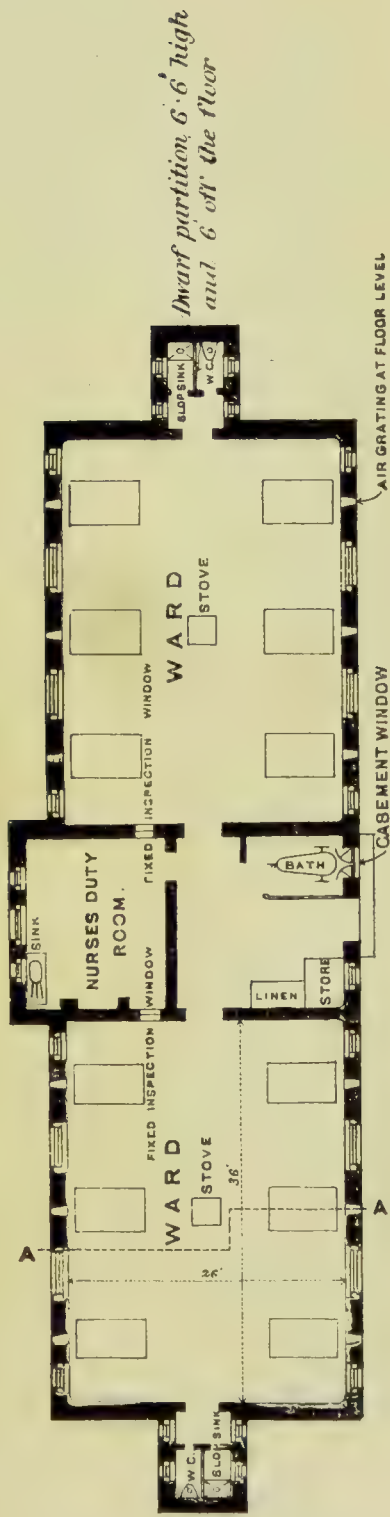 Dwarf partition 6'·6" high
and 6" off the floor
SLOP SINK
W.C.
WARD
STOVE
FIXED INSPECTION WINDOW
SINK
NURSES DUTY
ROOM.
FIXED INSPECTION WINDOW
BATH
LINEN
STORE
WARD
STOVE
36'
26'
A
A
W.C.
SLOP SINK
AIR GRATING AT FLOOR LEVEL
CASEMENT WINDOW